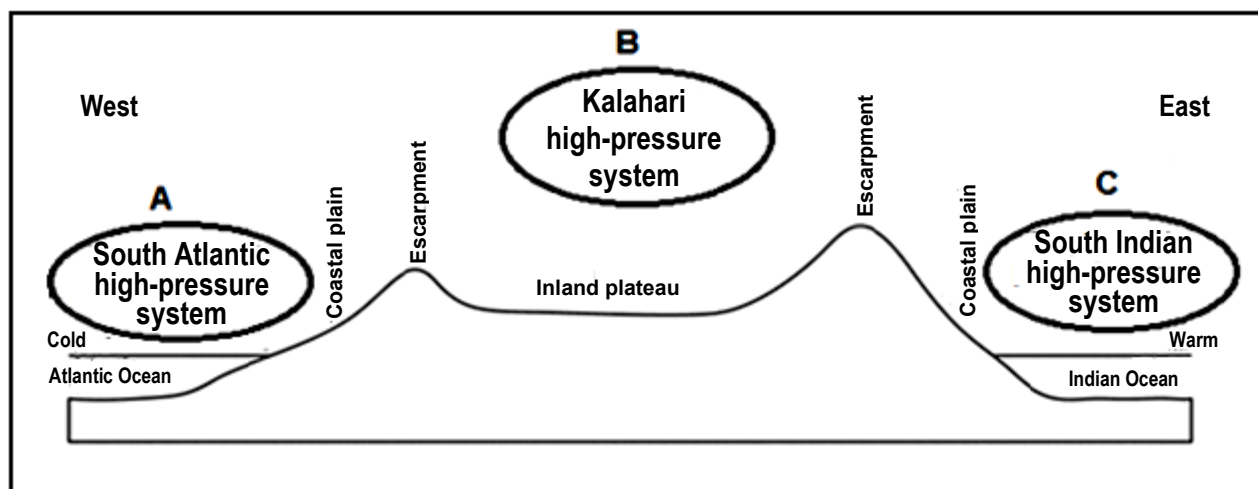 B
West
Kalahari
high-pressure
system
East
Escarpment
Escarpment
A
South Atlantic
high-pressure
system
Coastal plain
Inland plateau
Coastal plain
C
South Indian
high-pressure
system
Cold
Atlantic Ocean
Warm
Indian Ocean